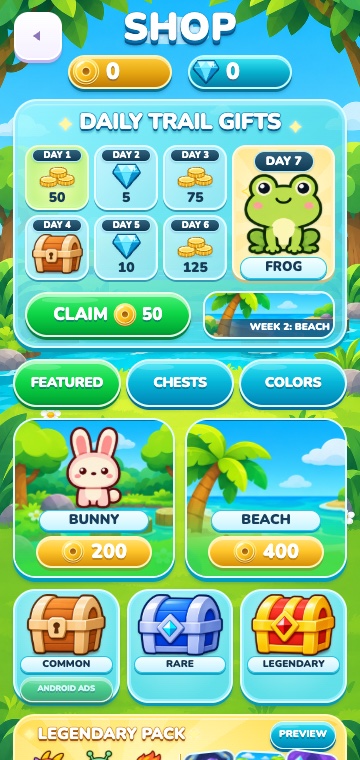 SHOP
0
0
DAILY TRAIL GIFTS
DAY 1
50
DAY 2
5
DAY 3
75
DAY 4
DAY 5
10
DAY 6
125
DAY 7
FROG
CLAIM 50
WEEK 2: BEACH
FEATURED
CHESTS
COLORS
BUNNY
200
BEACH
400
COMMON
ANDROID ADS
RARE
LEGENDARY
LEGENDARY PACK
PREVIEW